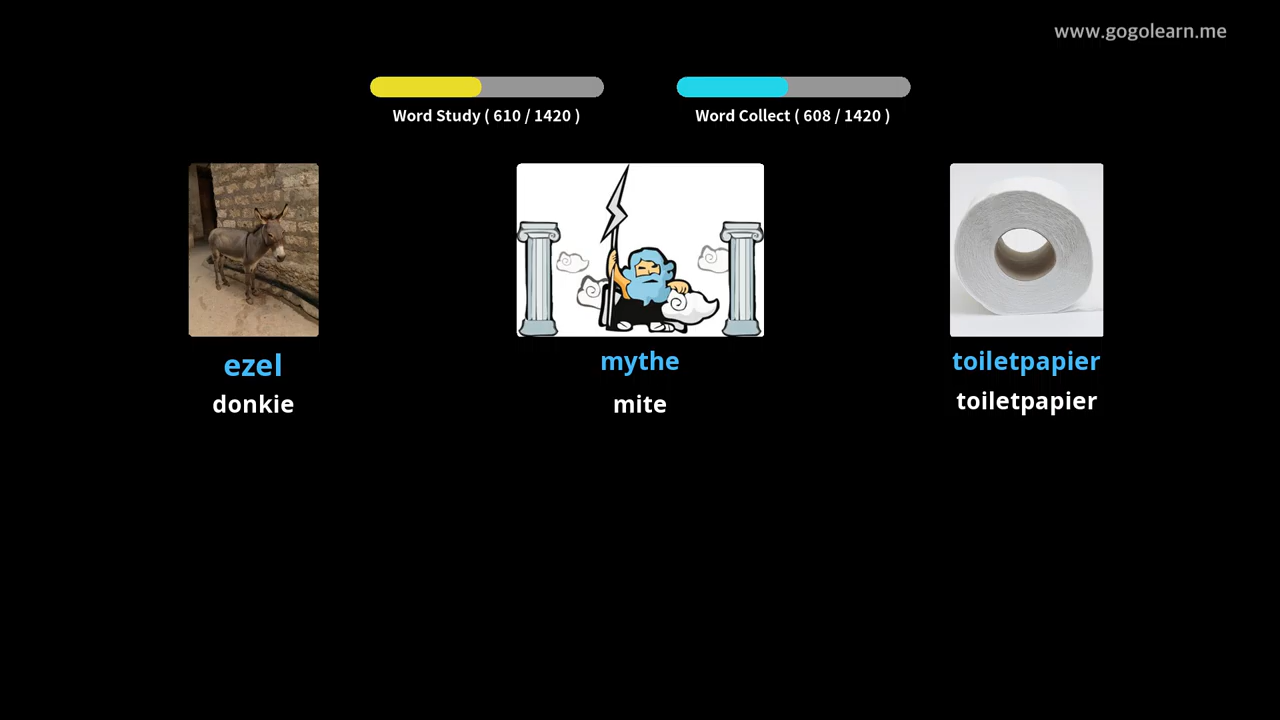 www.gogolearn.me
Word Study ( 610 / 1420 )
Word Collect ( 608 / 1420 )
ezel
donkie
mythe
mite
toiletpapier
toiletpapier